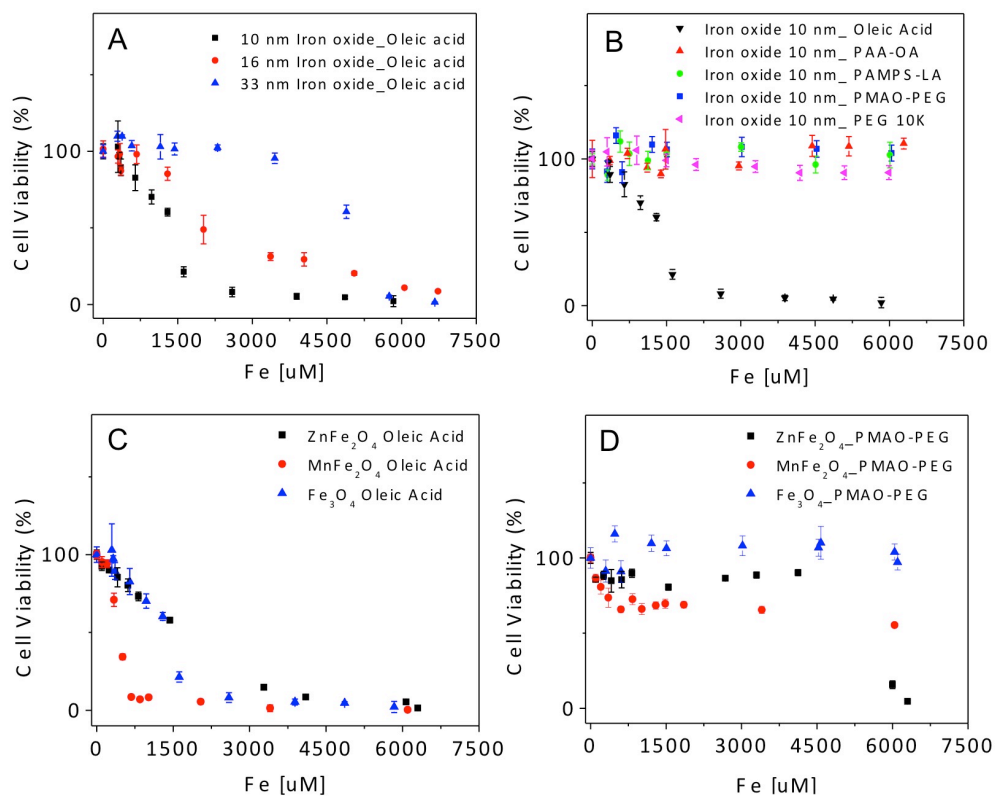 A
10 nm Iron oxide_Oleic acid
16 nm Iron oxide_Oleic acid
33 nm Iron oxide_Oleic acid
Cell Viability (%)
100
0
0 1500 3000 4500 6000 7500
Fe [uM]
B
Iron oxide 10 nm_ Oleic Acid
Iron oxide 10 nm_ PAA-OA
Iron oxide 10 nm_ PAMPS-LA
Iron oxide 10 nm_ PMAO-PEG
Iron oxide 10 nm_ PEG 10K
Cell Viability (%)
100
0
0 1500 3000 4500 6000 7500
Fe [uM]
C
ZnFe₂O₄ Oleic Acid
MnFe₂O₄ Oleic Acid
Fe₃O₄ Oleic Acid
Cell Viability (%)
100
0
0 1500 3000 4500 6000 7500
Fe [uM]
D
ZnFe₂O₄_PMAO-PEG
MnFe₂O₄_PMAO-PEG
Fe₃O₄_PMAO-PEG
Cell Viability (%)
100
0
0 1500 3000 4500 6000 7500
Fe [uM]